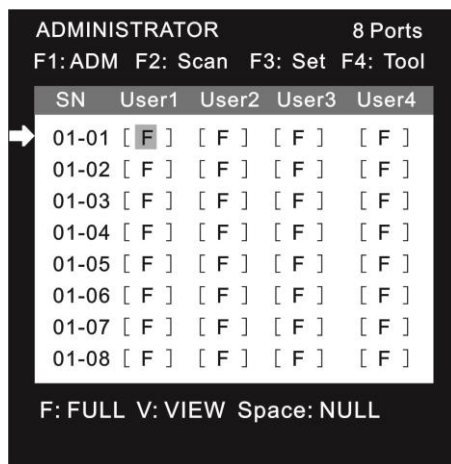 ADMINISTRATOR 8 Ports
F1: ADM F2: Scan F3: Set F4: Tool
SN User1 User2 User3 User4
01-01 [ F ] [ F ] [ F ] [ F ]
01-02 [ F ] [ F ] [ F ] [ F ]
01-03 [ F ] [ F ] [ F ] [ F ]
01-04 [ F ] [ F ] [ F ] [ F ]
01-05 [ F ] [ F ] [ F ] [ F ]
01-06 [ F ] [ F ] [ F ] [ F ]
01-07 [ F ] [ F ] [ F ] [ F ]
01-08 [ F ] [ F ] [ F ] [ F ]
F: FULL V: VIEW Space: NULL